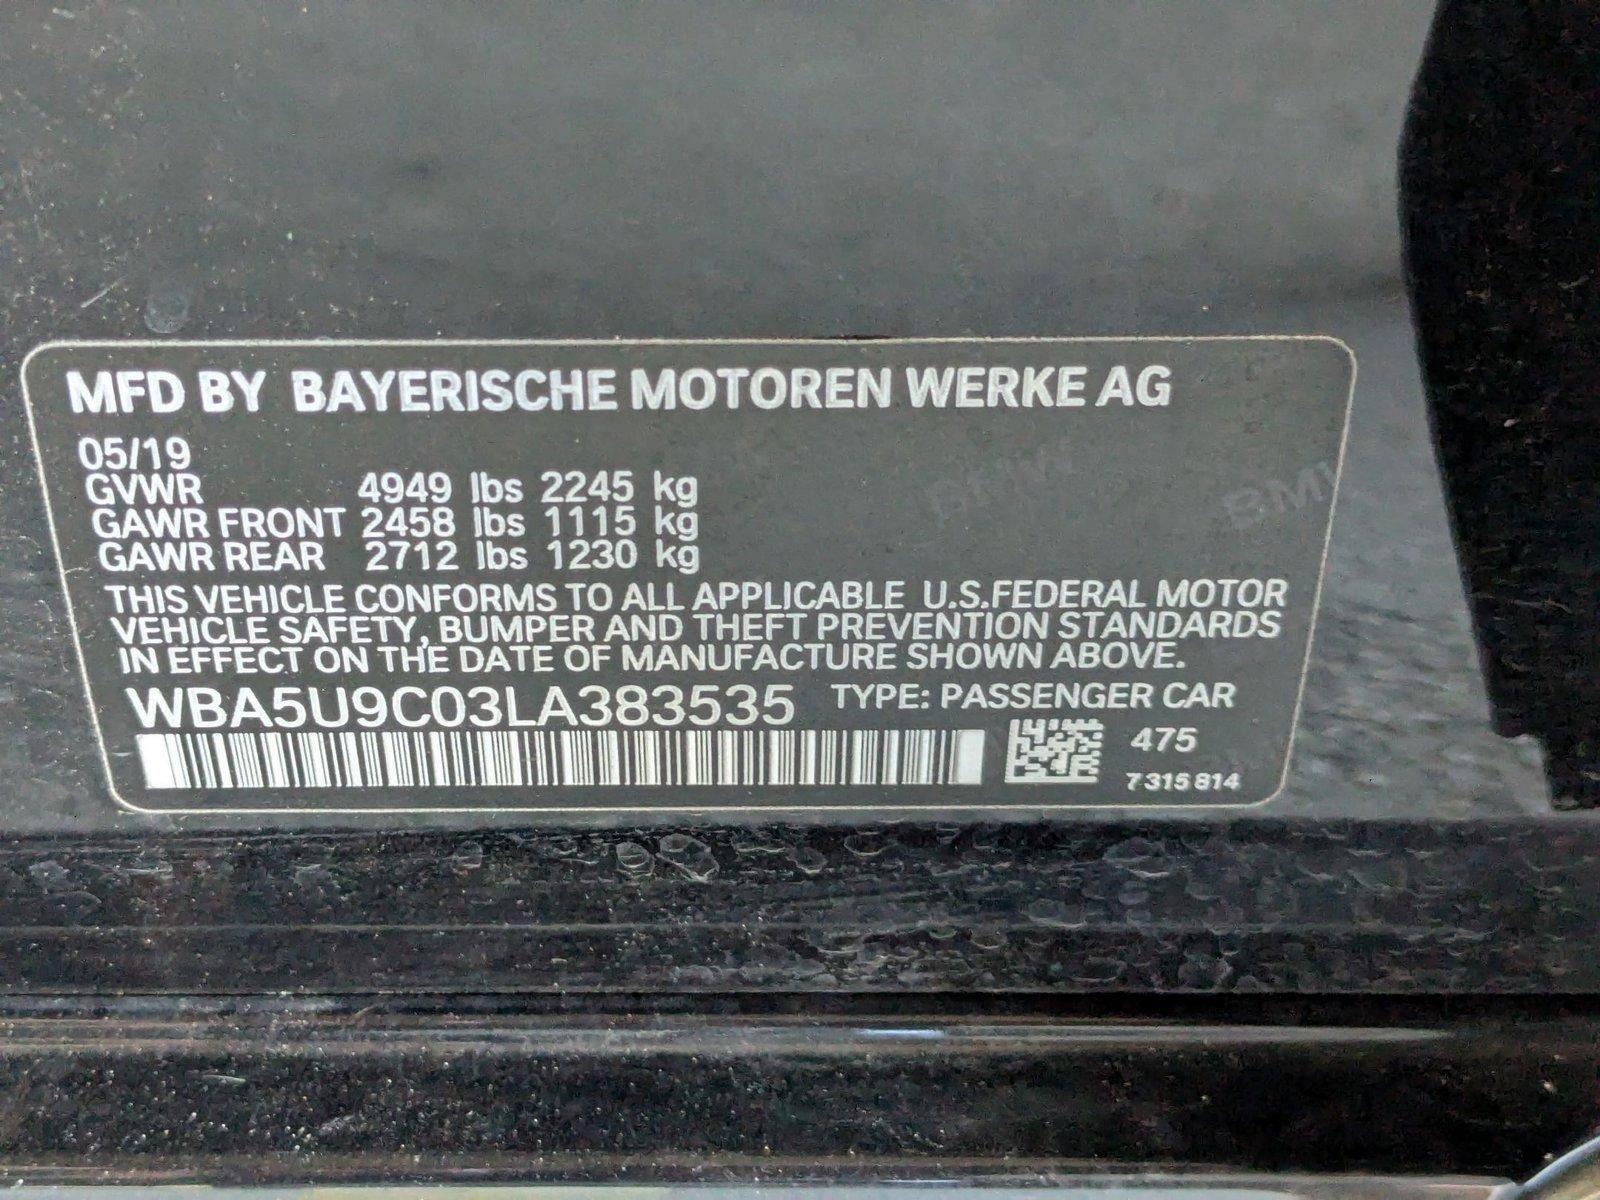 MFD BY BAYERISCHE MOTOREN WERKE AG
05/19
GVWR 4949 lbs 2245 kg
GAWR FRONT 2458 lbs 1115 kg
GAWR REAR 2712 lbs 1230 kg
THIS VEHICLE CONFORMS TO ALL APPLICABLE U.S.FEDERAL MOTOR
VEHICLE SAFETY, BUMPER AND THEFT PREVENTION STANDARDS
IN EFFECT ON THE DATE OF MANUFACTURE SHOWN ABOVE.
WBA5U9C03LA383535 TYPE: PASSENGER CAR
475
7 315 814
BMW
BMW